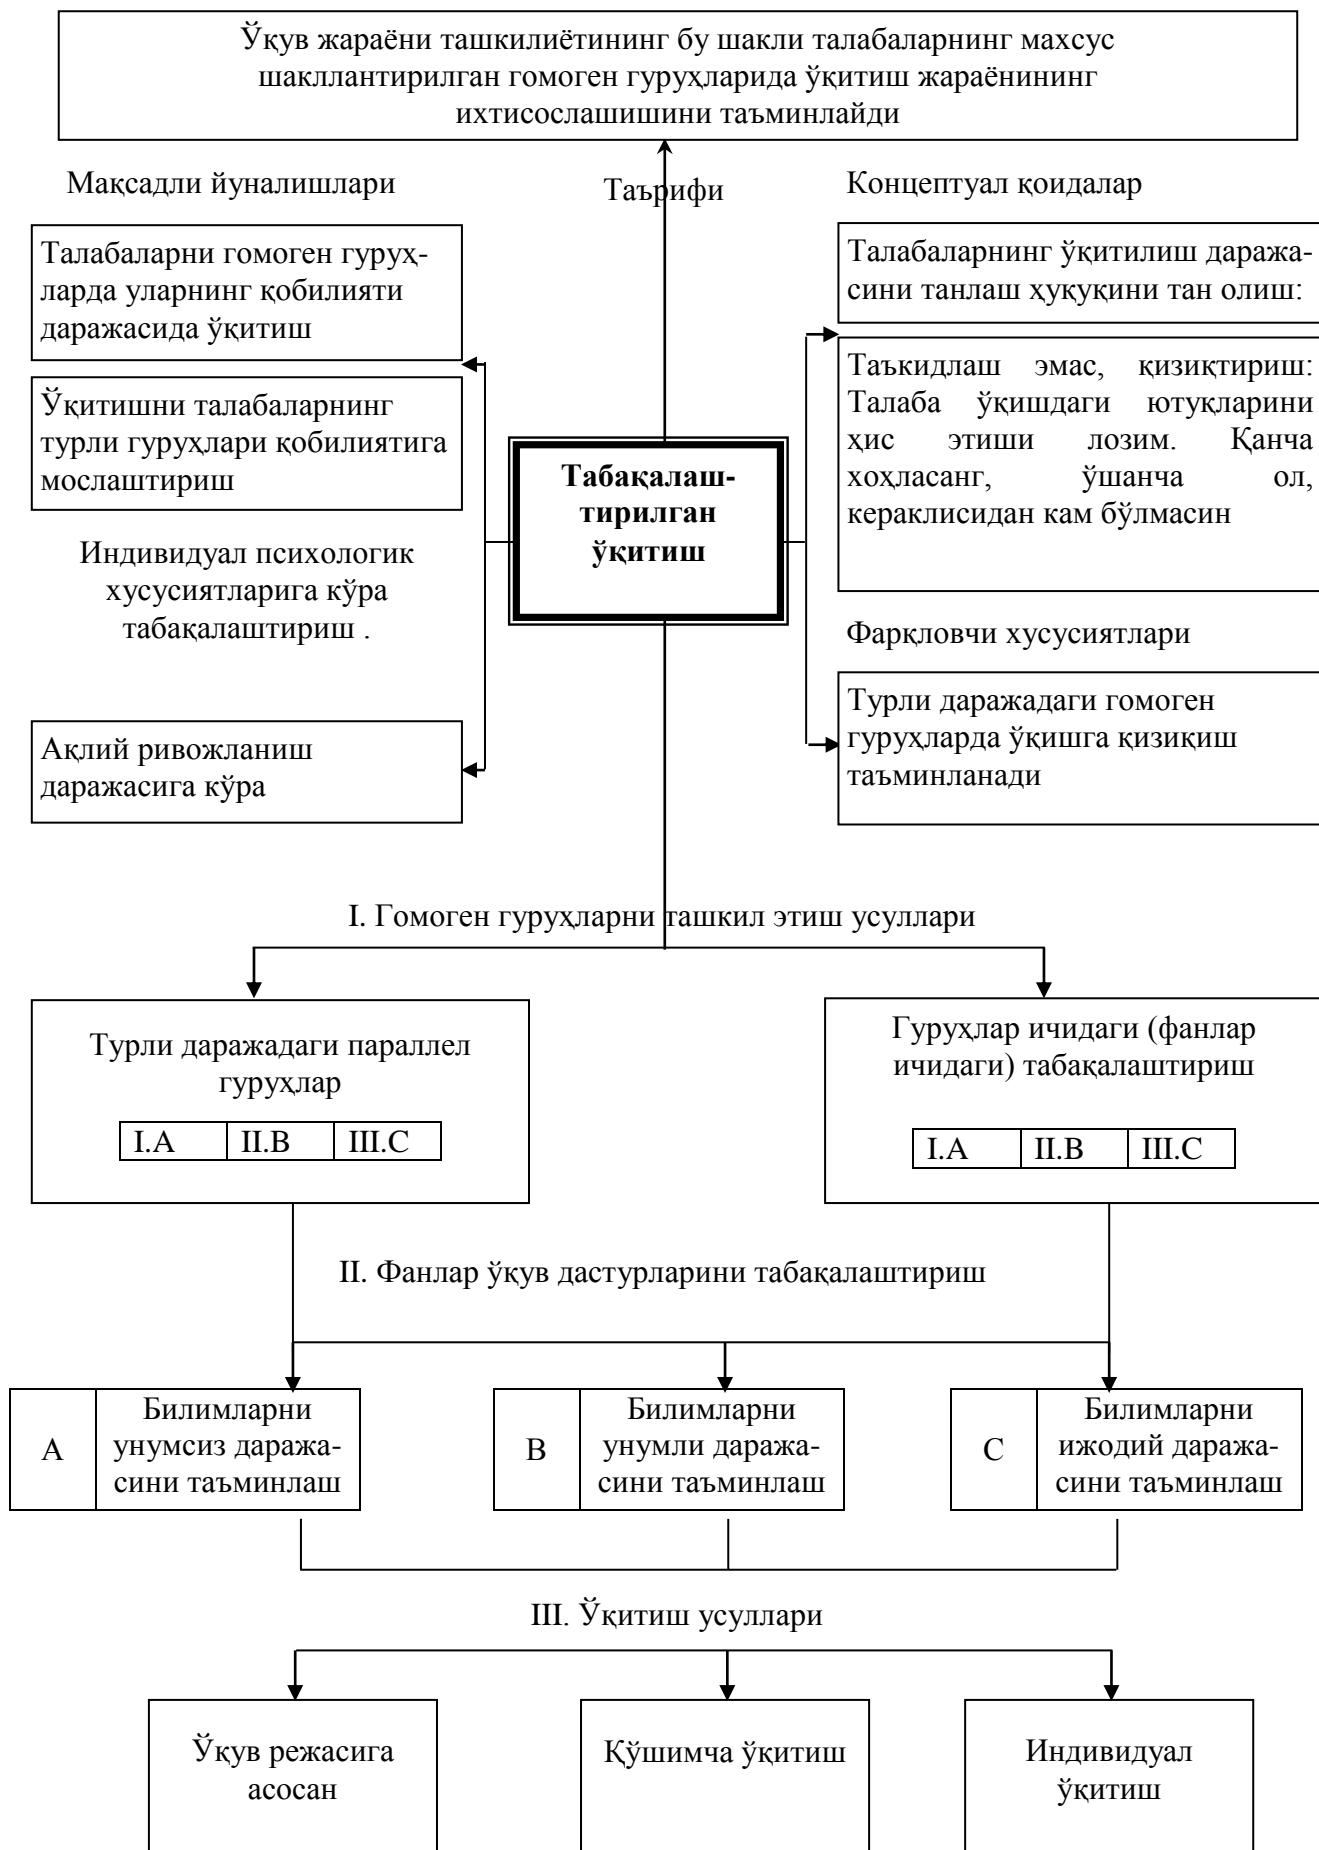 Ўқув жараёни ташкилиётининг бу шакли талабаларнинг махсус
шакллантирилган гомоген гуруҳларида ўқитиш жараёнининг
ихтисослашишини таъминлайди
Мақсадли йуналишлари
Таърифи
Концептуал қоидалар
Талабаларни гомоген гуруҳ-
ларда уларнинг қобилияти
даражасида ўқитиш
Ўқитишни талабаларнинг
турли гуруҳлари қобилиятига
мослаштириш
Индивидуал психологик
хусусиятларига кўра
табақалаштириш .
Ақлий ривожланиш
даражасига кўра
Табақалаш-
тирилган
ўқитиш
Талабаларнинг ўқитилиш даража-
сини танлаш ҳуқуқини тан олиш:
Таъкидлаш эмас, қизиқтириш:
Талаба ўқишдаги ютуқларини
ҳис этиши лозим. Қанча
хоҳласанг, ўшанча ол,
кераклисидан кам бўлмасин
Фарқловчи хусусиятлари
Турли даражадаги гомоген
гуруҳларда ўқишга қизиқиш
таъминланади
I. Гомоген гуруҳларни ташкил этиш усуллари
Турли даражадаги параллел
гуруҳлар
I.A II.B III.C
Гуруҳлар ичидаги (фанлар
ичидаги) табақалаштириш
I.A II.B III.C
II. Фанлар ўқув дастурларини табақалаштириш
A
Билимларни
унумсиз даража-
сини таъминлаш
B
Билимларни
унумли даража-
сини таъминлаш
C
Билимларни
ижодий даража-
сини таъминлаш
III. Ўқитиш усуллари
Ўқув режасига
асосан
Қўшимча ўқитиш
Индивидуал
ўқитиш